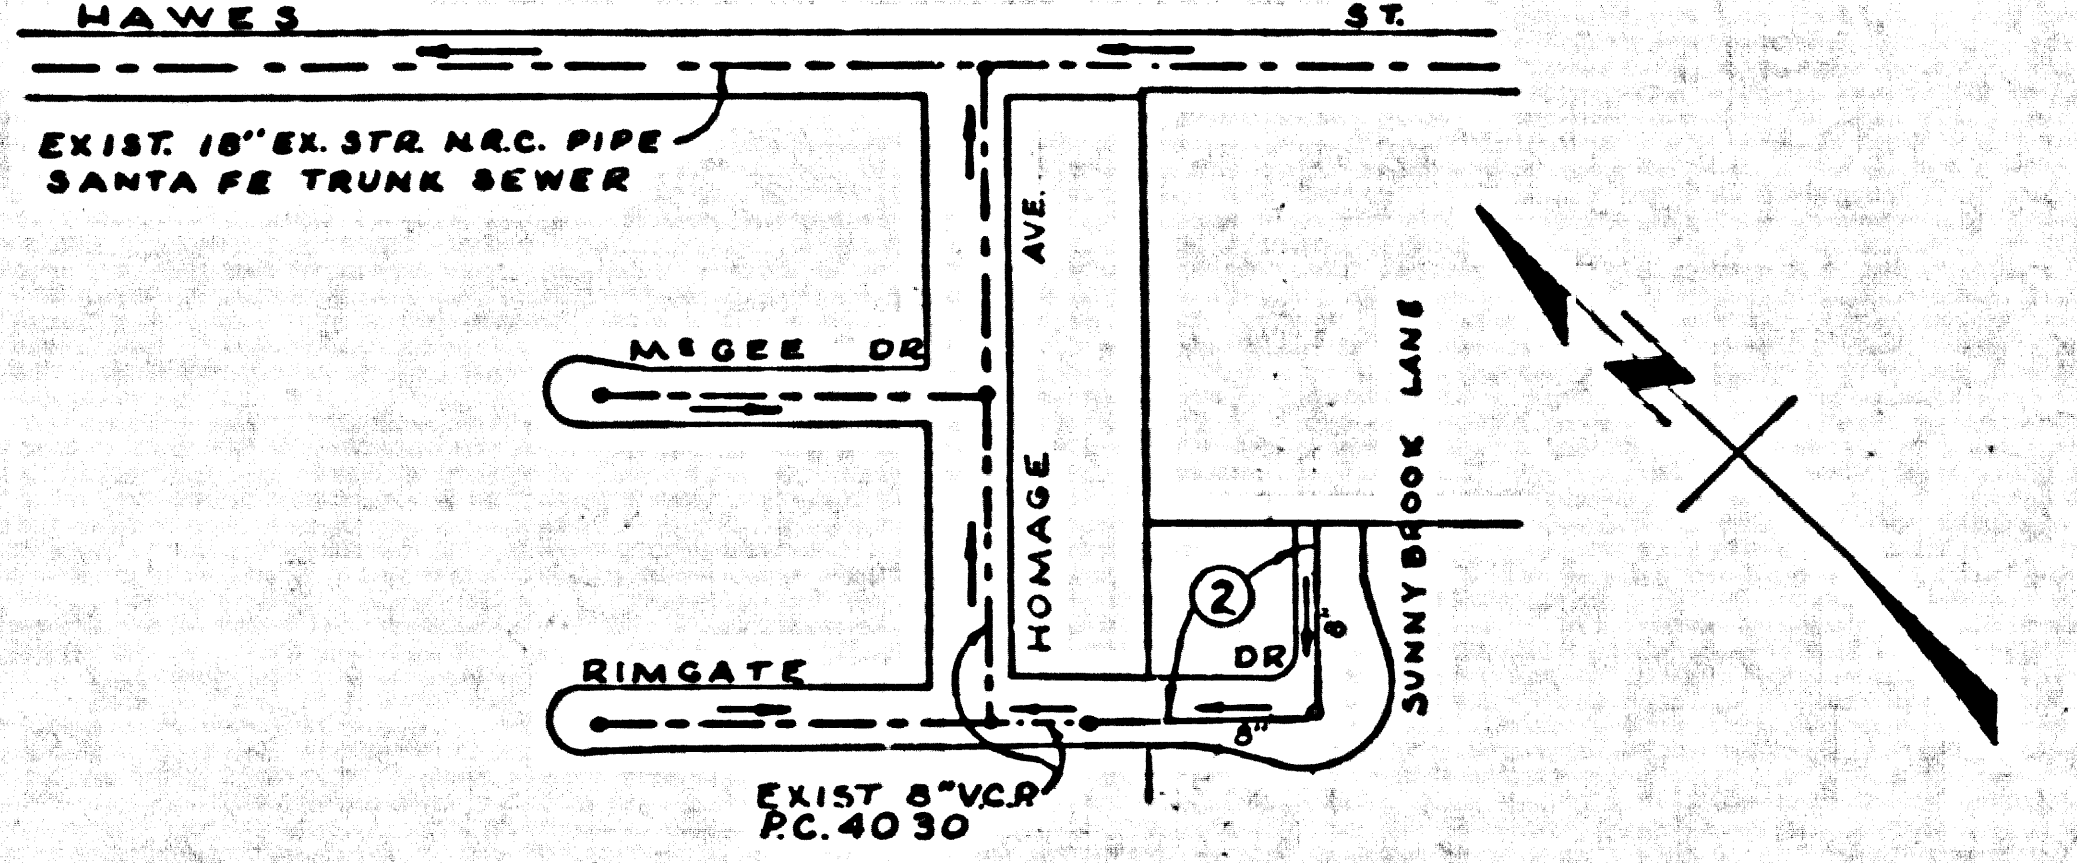 HAWES ST.
EXIST. 18" EX. STR. N.R.C. PIPE
SANTA FE TRUNK SEWER
AVE.
McGEE DR
SUNNYBROOK LANE
HOMAGE
2
8"
DR
RIMGATE
8"
EXIST 8" V.C.P.
P.C. 4030
N